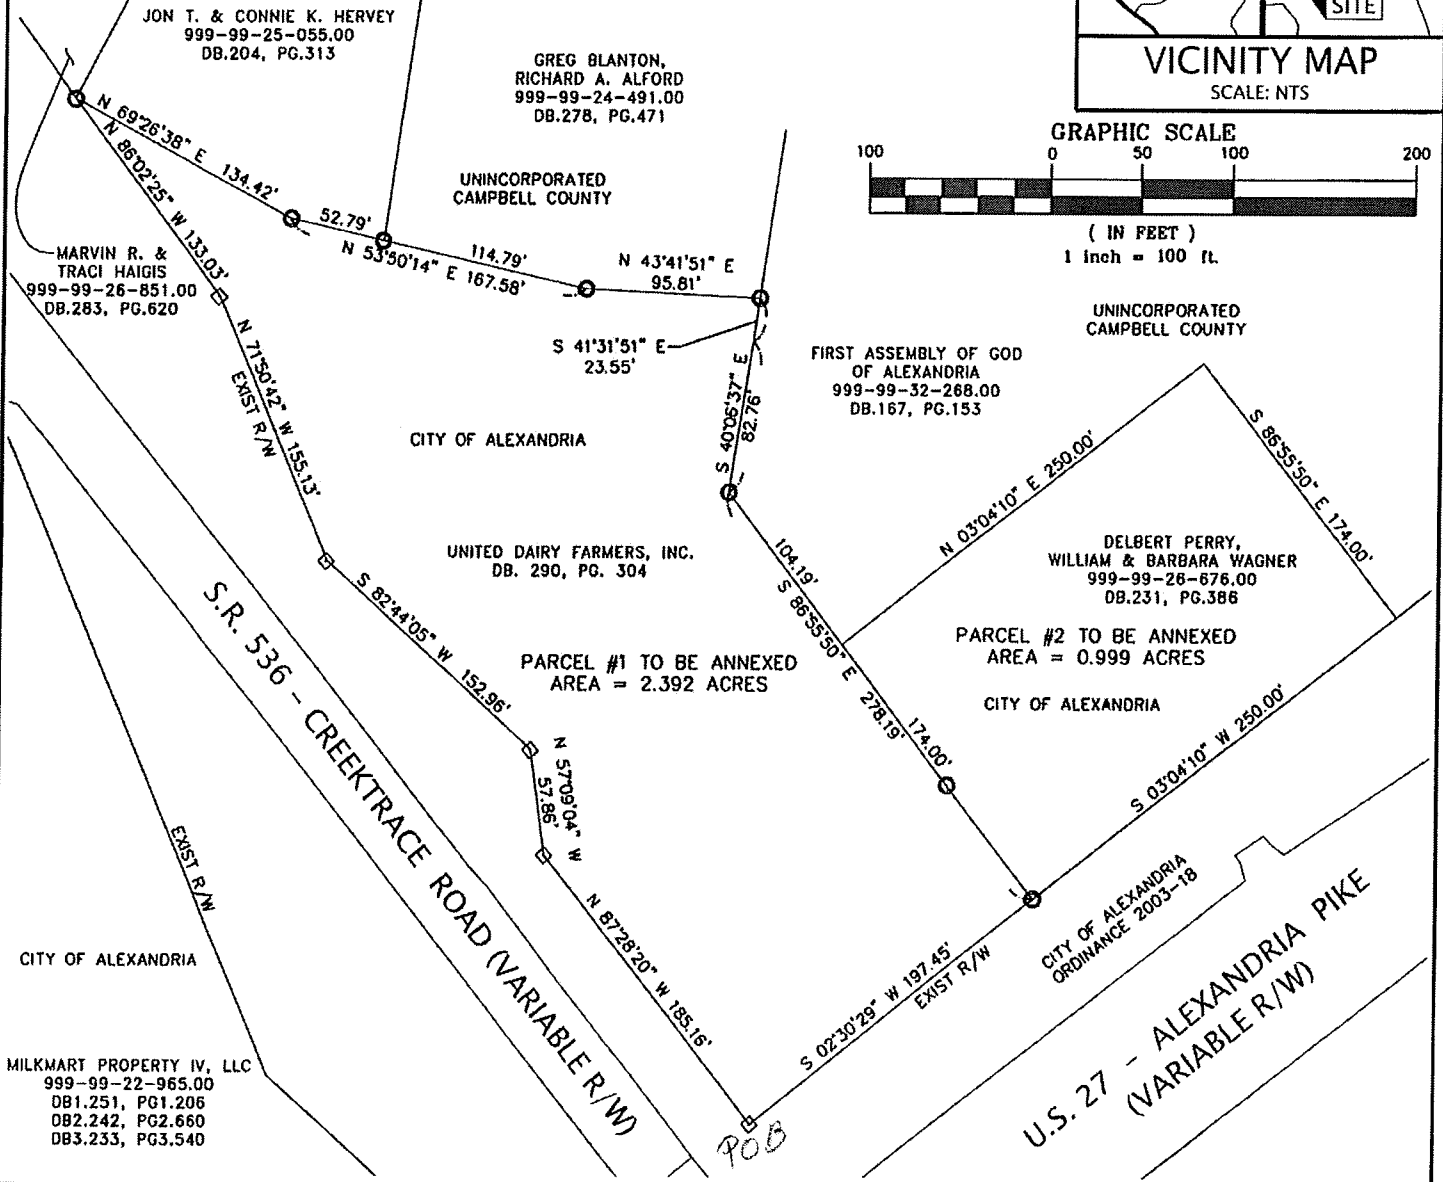 JON T. & CONNIE K. HERVEY
999-99-25-055.00
DB.204, PG.313
GREG BLANTON,
RICHARD A. ALFORD
999-99-24-491.00
DB.278, PG.471
SITE
VICINITY MAP
SCALE: NTS
GRAPHIC SCALE
100 0 50 100 200
( IN FEET )
1 inch = 100 ft.
N 69°26'38" E 134.42'
N 86°02'25" W 133.03'
UNINCORPORATED
CAMPBELL COUNTY
52.79'
114.79'
N 53°50'14" E 167.58'
N 43°41'51" E
95.81'
MARVIN R. &
TRACI HAIGIS
999-99-26-851.00
DB.283, PG.620
S 41°31'51" E
23.55'
UNINCORPORATED
CAMPBELL COUNTY
FIRST ASSEMBLY OF GOD
OF ALEXANDRIA
999-99-32-268.00
DB.167, PG.153
N 71°50'42" W 155.13'
EXIST R/W
S 40°06'37" E
82.76'
CITY OF ALEXANDRIA
N 03°04'10" E 250.00'
S 86°55'50" E 174.00'
UNITED DAIRY FARMERS, INC.
DB. 290, PG. 304
DELBERT PERRY,
WILLIAM & BARBARA WAGNER
999-99-26-676.00
DB.231, PG.386
104.19'
S 86°55'50" E 278.19'
174.00'
S 82°44'05" W 152.96'
PARCEL #1 TO BE ANNEXED
AREA = 2.392 ACRES
PARCEL #2 TO BE ANNEXED
AREA = 0.999 ACRES
CITY OF ALEXANDRIA
S 03°04'10" W 250.00'
S.R. 536 - CREEKTRACE ROAD (VARIABLE R/W)
N 57°09'04" W
57.86'
EXIST R/W
N 87°28'20" W 185.16'
S 02°30'29" W 197.45'
EXIST R/W
CITY OF ALEXANDRIA
ORDINANCE 2003-18
CITY OF ALEXANDRIA
U.S. 27 - ALEXANDRIA PIKE
(VARIABLE R/W)
MILKMART PROPERTY IV, LLC
999-99-22-965.00
DB1.251, PG1.206
DB2.242, PG2.660
DB3.233, PG3.540
POB